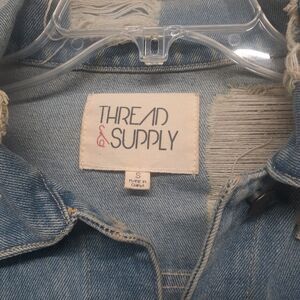 THREAD
& SUPPLY
S
MADE IN
CHINA